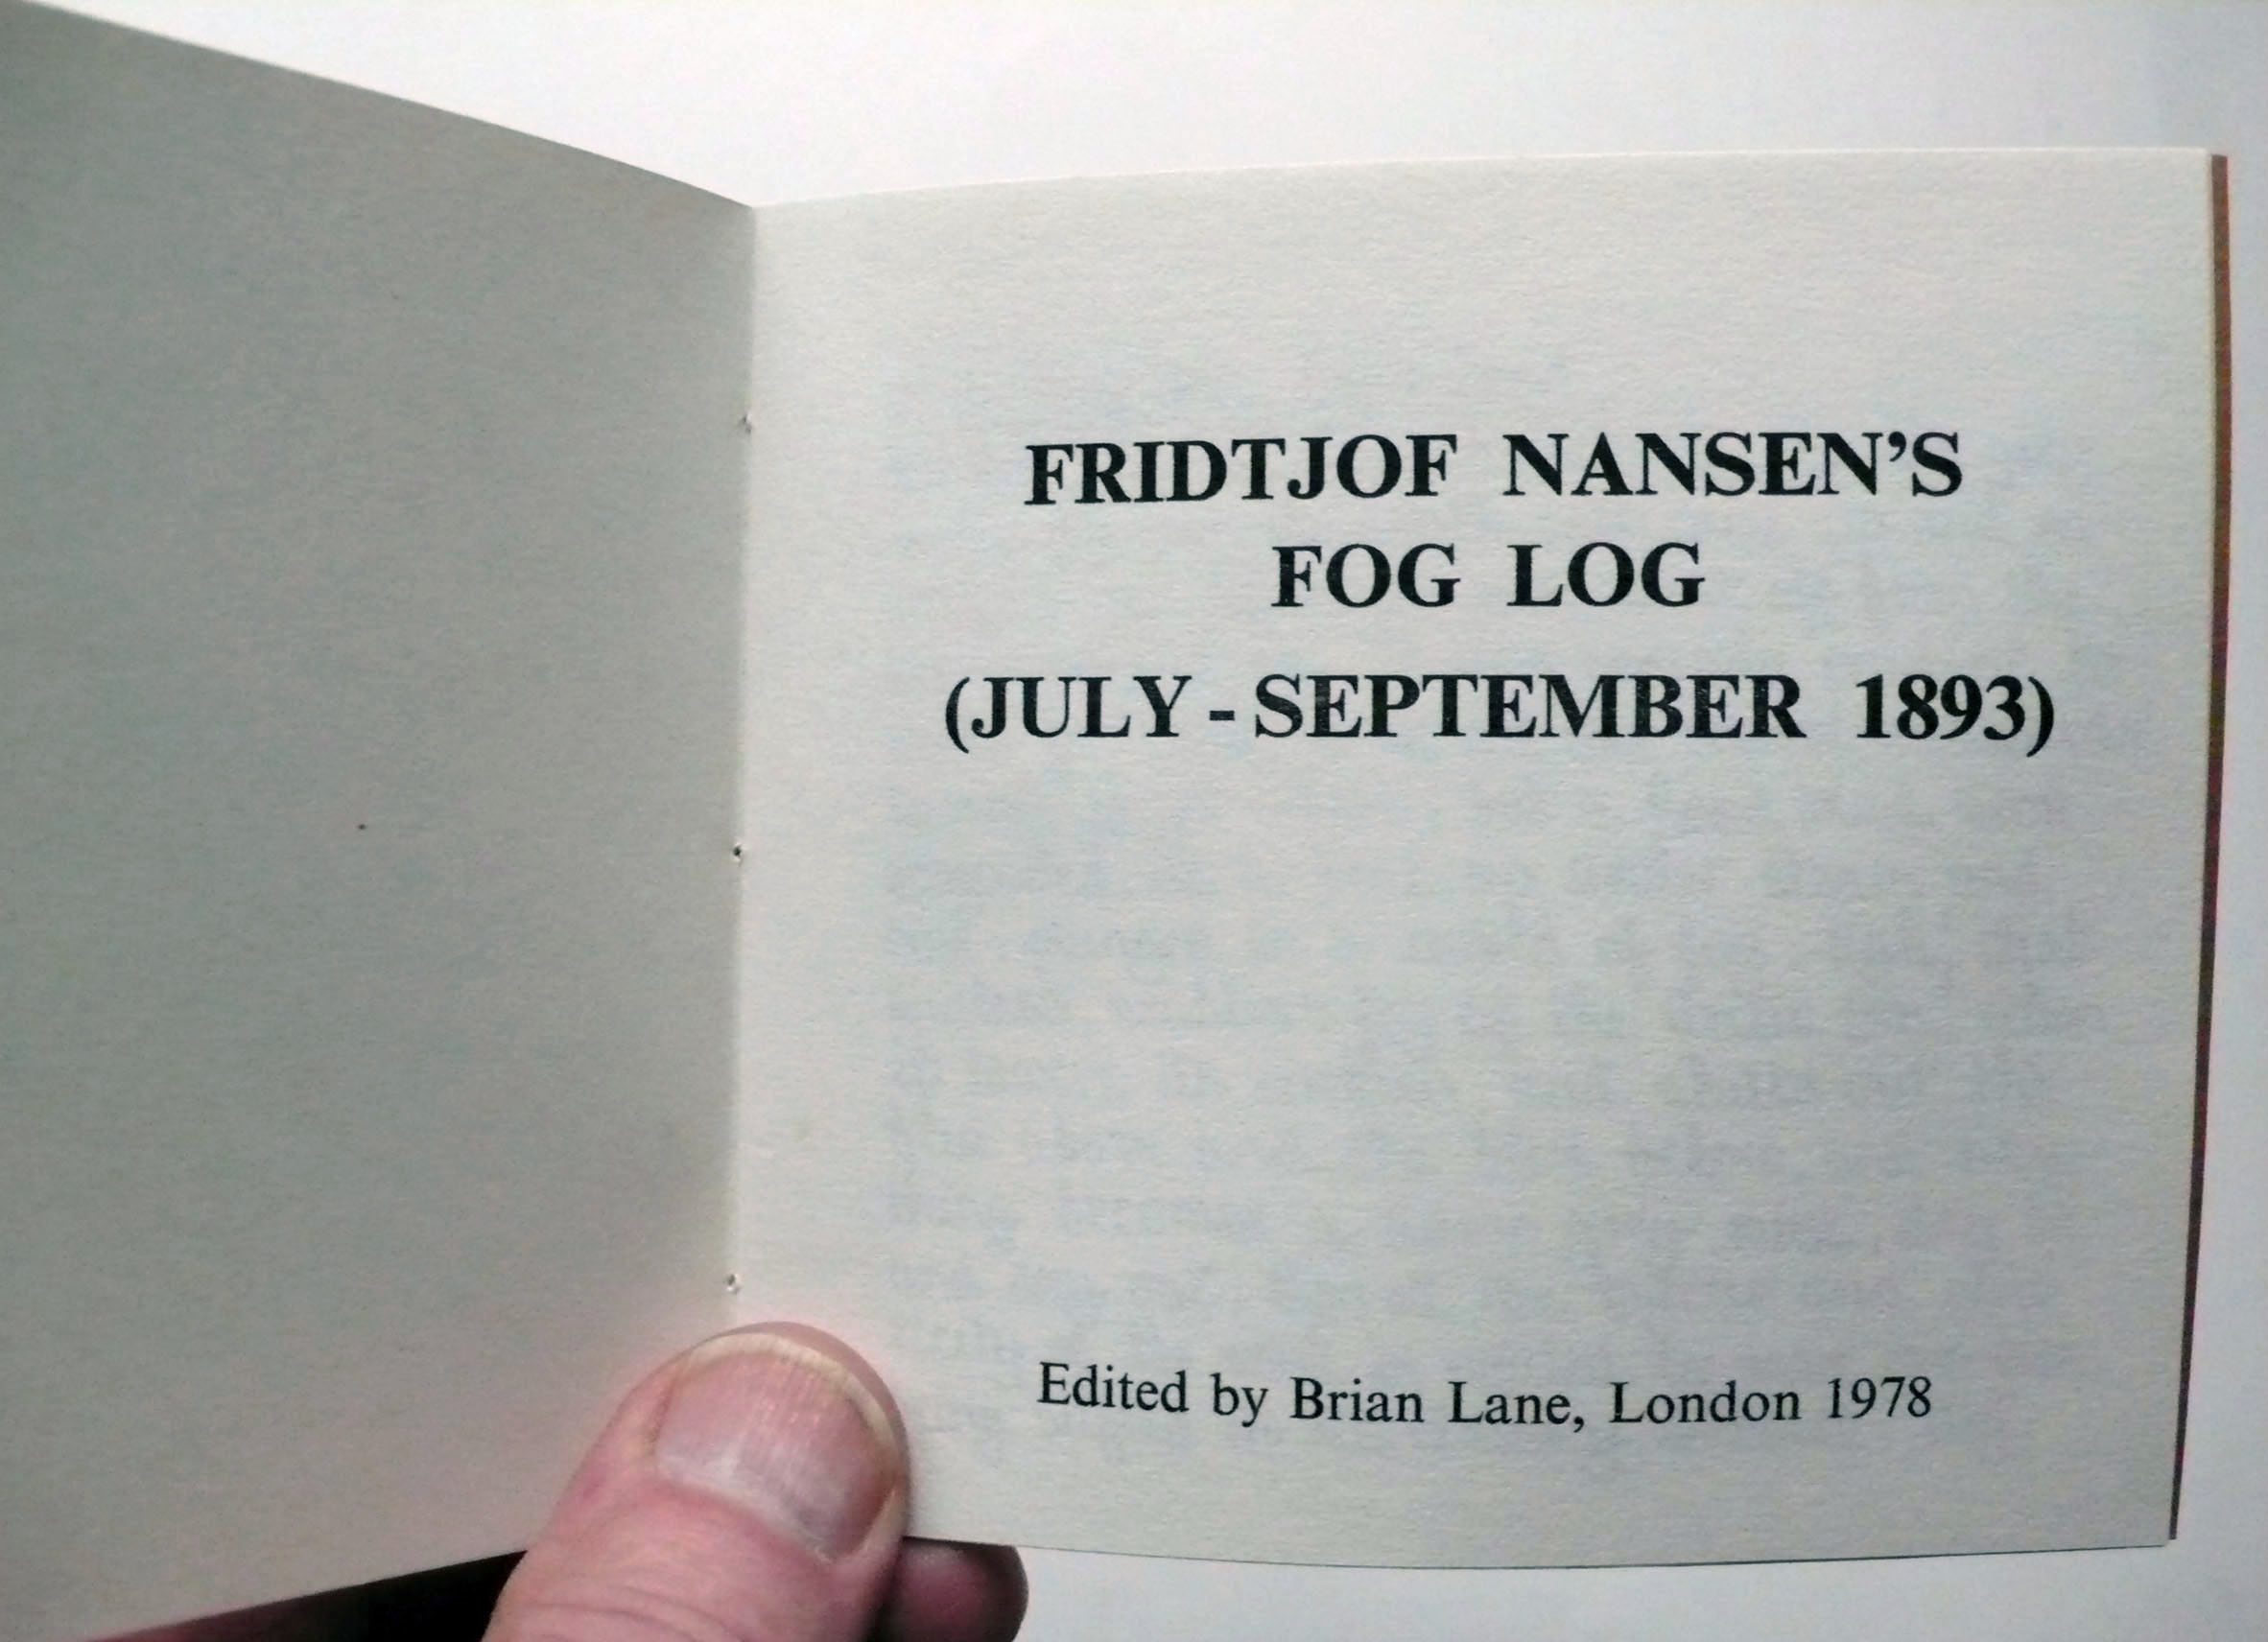 FRIDTJOF NANSEN’S
FOG LOG
(JULY - SEPTEMBER 1893)
Edited by Brian Lane, London 1978